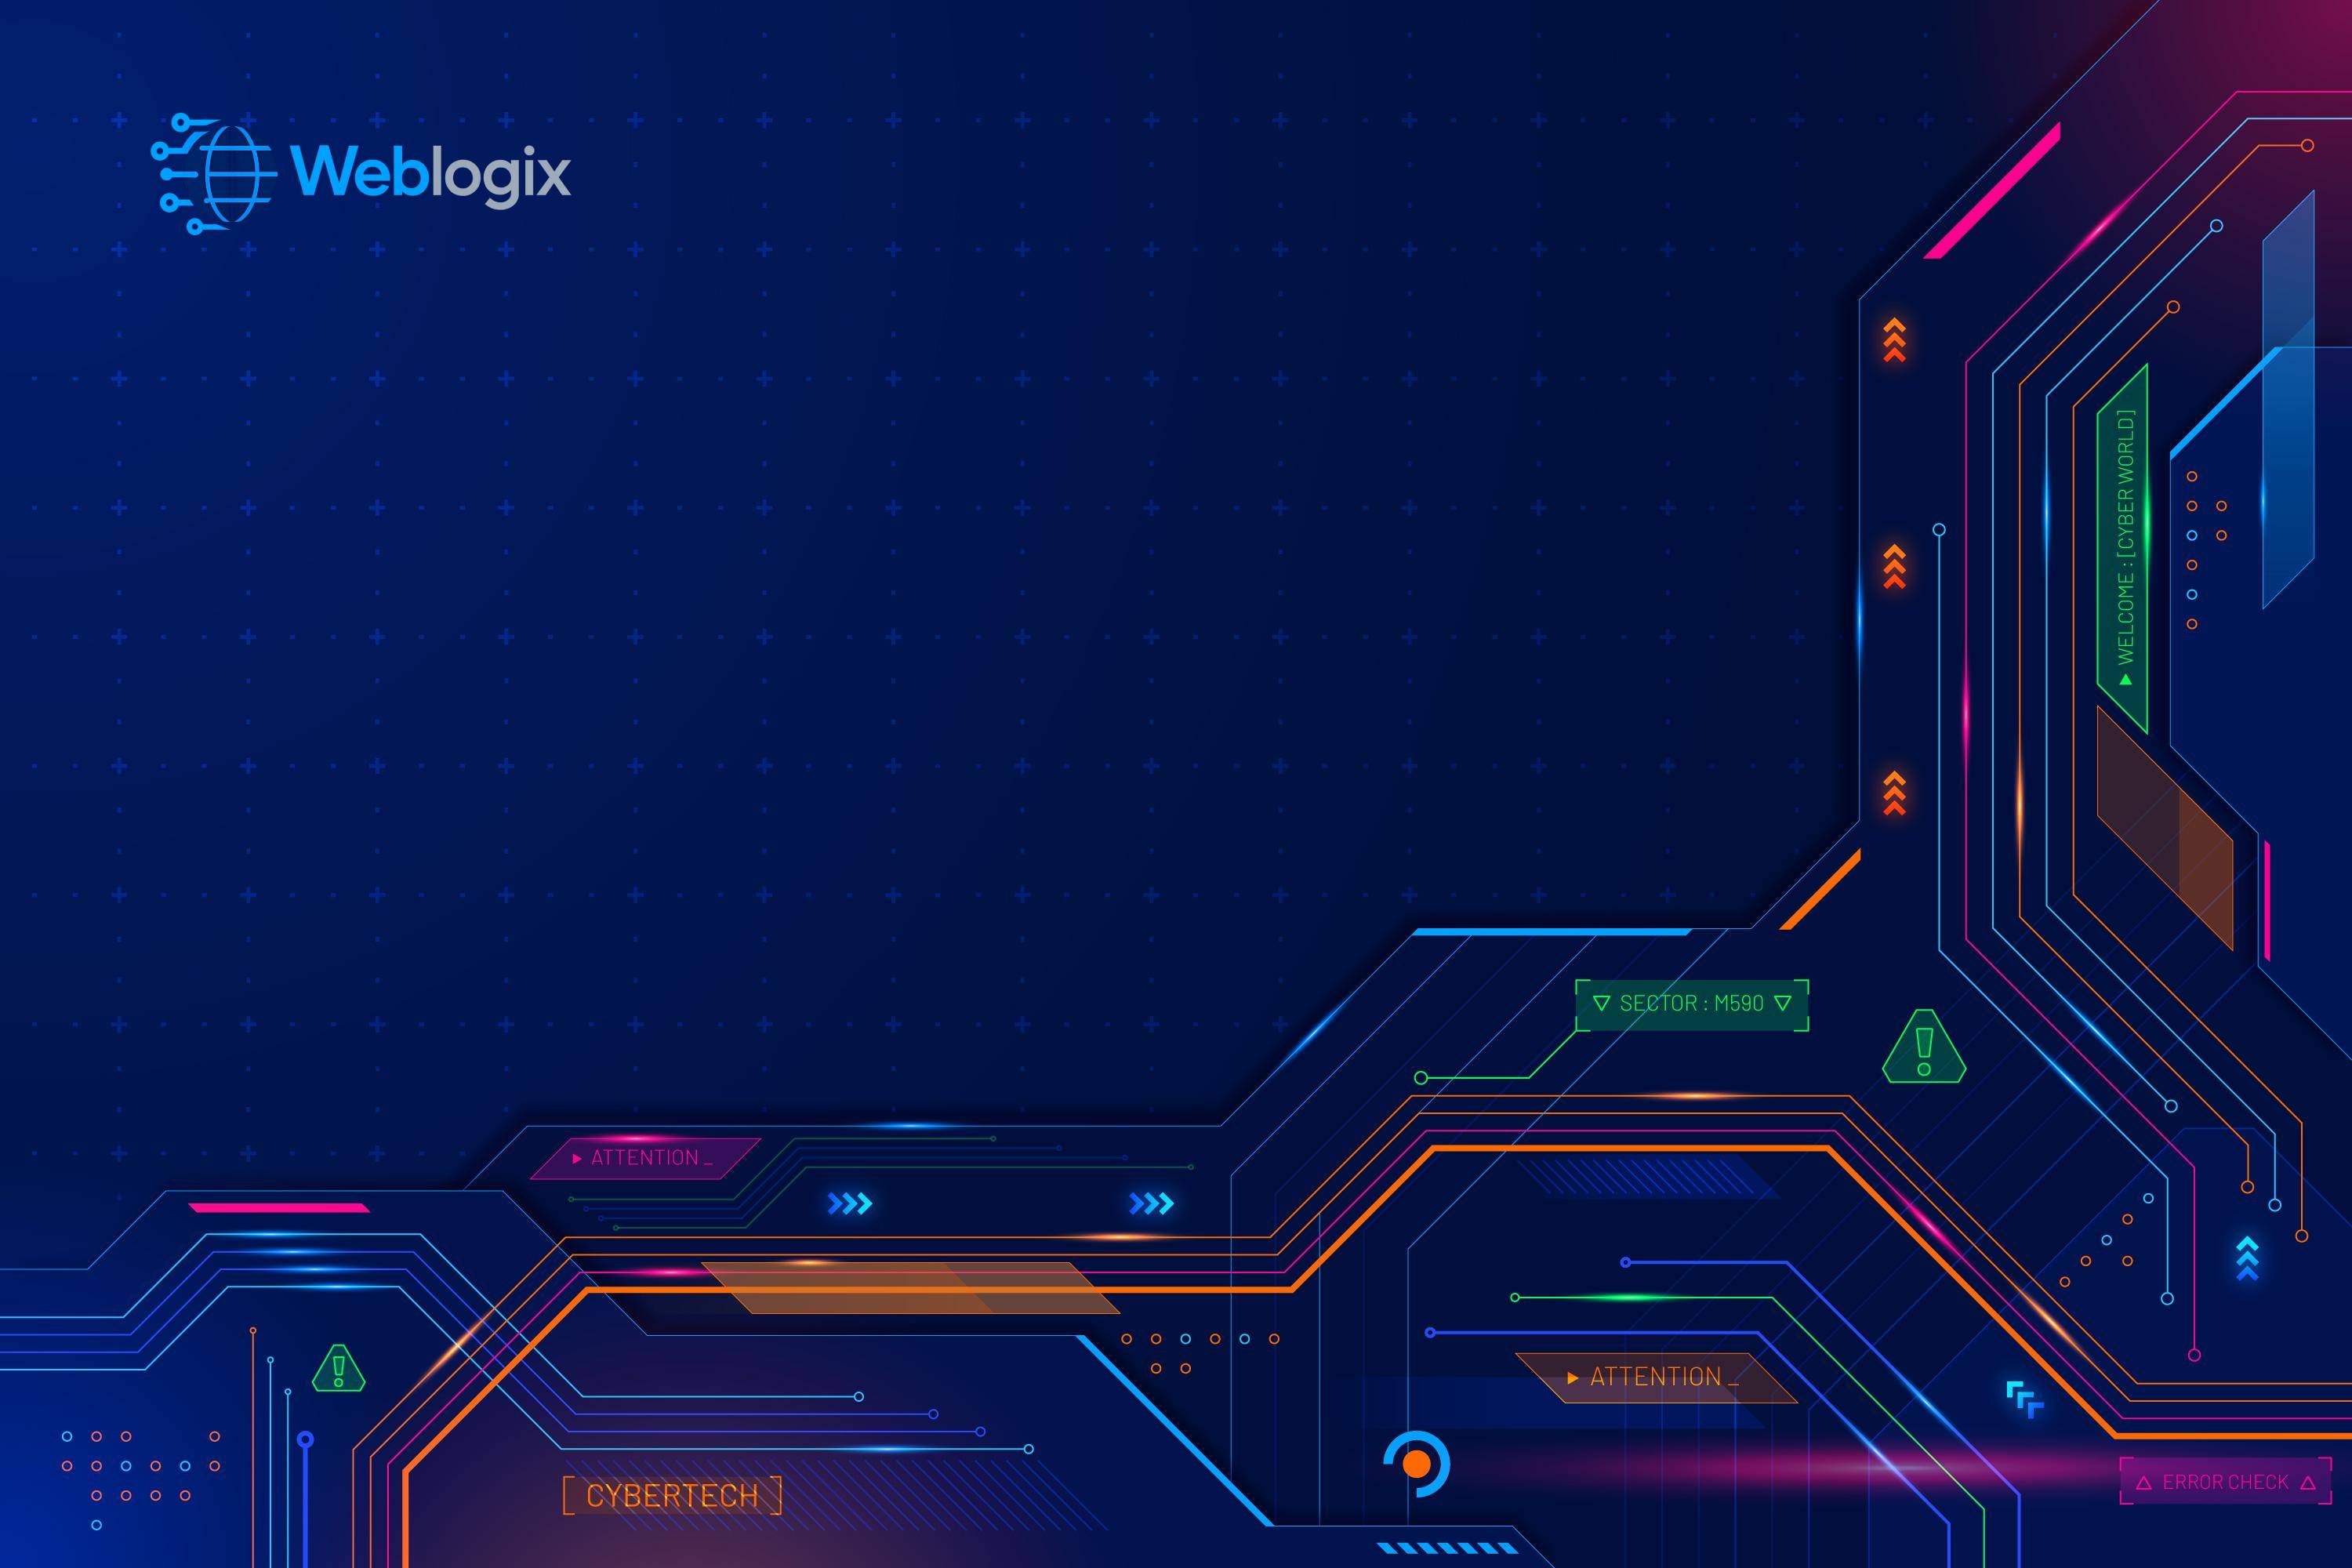 Weblogix
WELCOME : [CYBER WORLD]
SECTOR : M590
ATTENTION _
ATTENTION _
ERROR CHECK
CYBERTECH